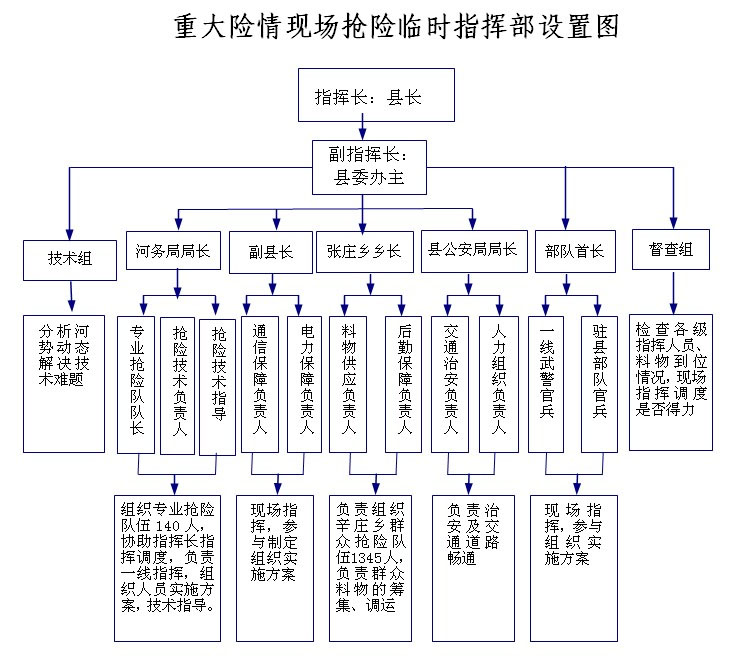 重大险情现场抢险临时指挥部设置图
指挥长：县长
副指挥长：
县委办主
技术组
河务局局长
副县长
张庄乡乡长
县公安局局长
部队首长
督查组
分析河
势动态
解决技
术难题
专业抢险队队长
抢险技术负责人
抢险技术指导
通信保障负责人
电力保障负责人
料物供应负责人
后勤保障负责人
交通治安负责人
人力组织负责人
一线武警官兵
驻县部队官兵
检查各级
指挥人员、
料物到位
情况，现场
指挥调度
是否得力
组织专业抢险
队伍140人，
协助指挥长指
挥调度，负责
一线指挥，组
织人员实施方
案，技术指导。
现场指
挥，参
与制定
组织实
施方案
负责组织
辛庄乡群
众抢险队
伍1345人，
负责群众
料物的筹
集、调运
负责治
安及交
通道路
畅通
现场指
挥，参与
组织实
施方案